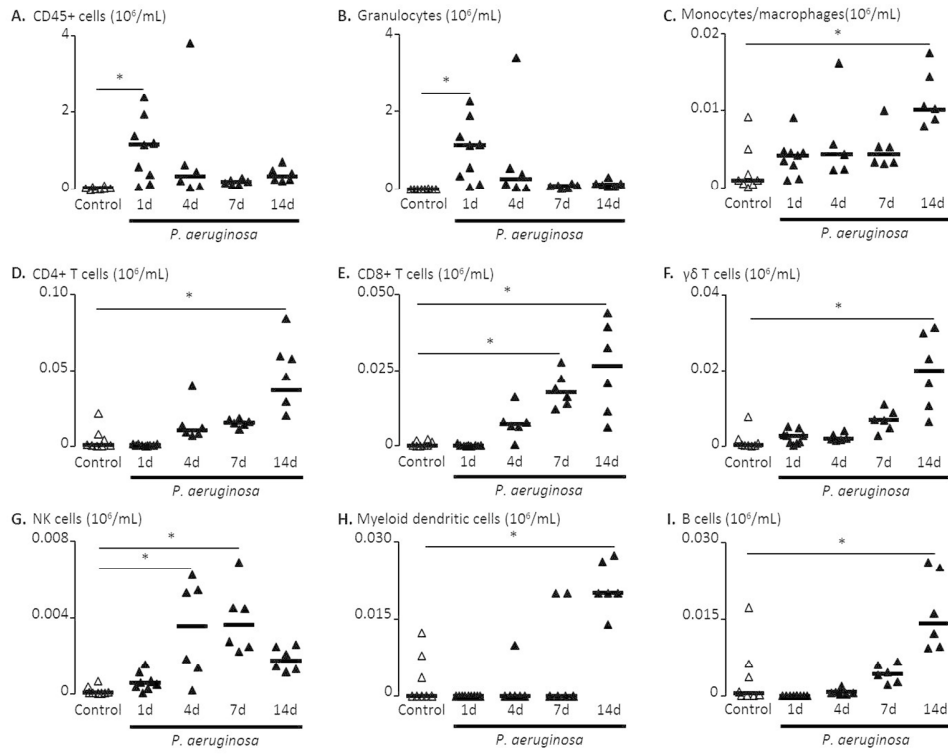 A. CD45+ cells (10⁶/mL)
B. Granulocytes (10⁶/mL)
C. Monocytes/macrophages(10⁶/mL)
4
*
2
0
Control 1d 4d 7d 14d
P. aeruginosa
4
*
2
0
Control 1d 4d 7d 14d
P. aeruginosa
0.02
*
0.01
0
Control 1d 4d 7d 14d
P. aeruginosa
D. CD4+ T cells (10⁶/mL)
E. CD8+ T cells (10⁶/mL)
F. γδ T cells (10⁶/mL)
0.10
*
0.05
0
Control 1d 4d 7d 14d
P. aeruginosa
0.050
*
*
0.025
0
Control 1d 4d 7d 14d
P. aeruginosa
0.04
*
0.02
0
Control 1d 4d 7d 14d
P. aeruginosa
G. NK cells (10⁶/mL)
H. Myeloid dendritic cells (10⁶/mL)
I. B cells (10⁶/mL)
0.008
*
*
0.004
0
Control 1d 4d 7d 14d
P. aeruginosa
0.030
*
0.015
0
Control 1d 4d 7d 14d
P. aeruginosa
0.030
*
0.015
0
Control 1d 4d 7d 14d
P. aeruginosa